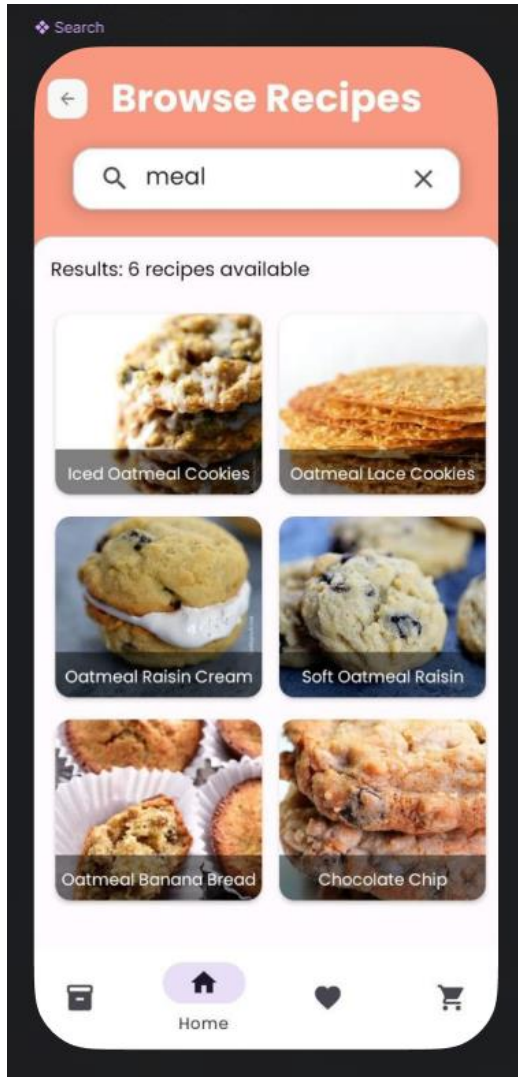 Search
Browse Recipes
meal
Results: 6 recipes available
Iced Oatmeal Cookies
Oatmeal Lace Cookies
Oatmeal Raisin Cream
Soft Oatmeal Raisin
Oatmeal Banana Bread
Chocolate Chip
Home